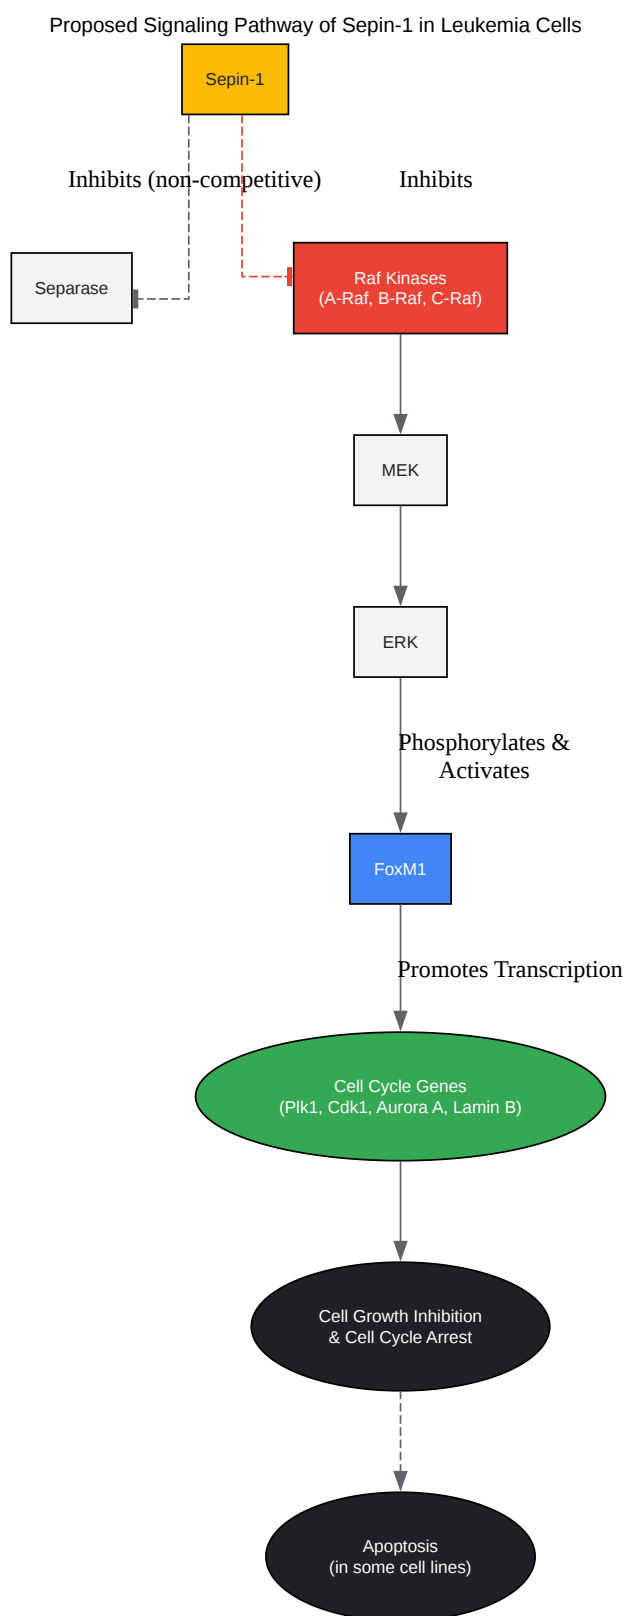 Proposed Signaling Pathway of Sepin-1 in Leukemia Cells
Sepin-1
Inhibits (non-competitive)
Inhibits
Separase
Raf Kinases
(A-Raf, B-Raf, C-Raf)
MEK
ERK
Phosphorylates &
Activates
FoxM1
Promotes Transcription
Cell Cycle Genes
(Plk1, Cdk1, Aurora A, Lamin B)
Cell Growth Inhibition
& Cell Cycle Arrest
Apoptosis
(in some cell lines)